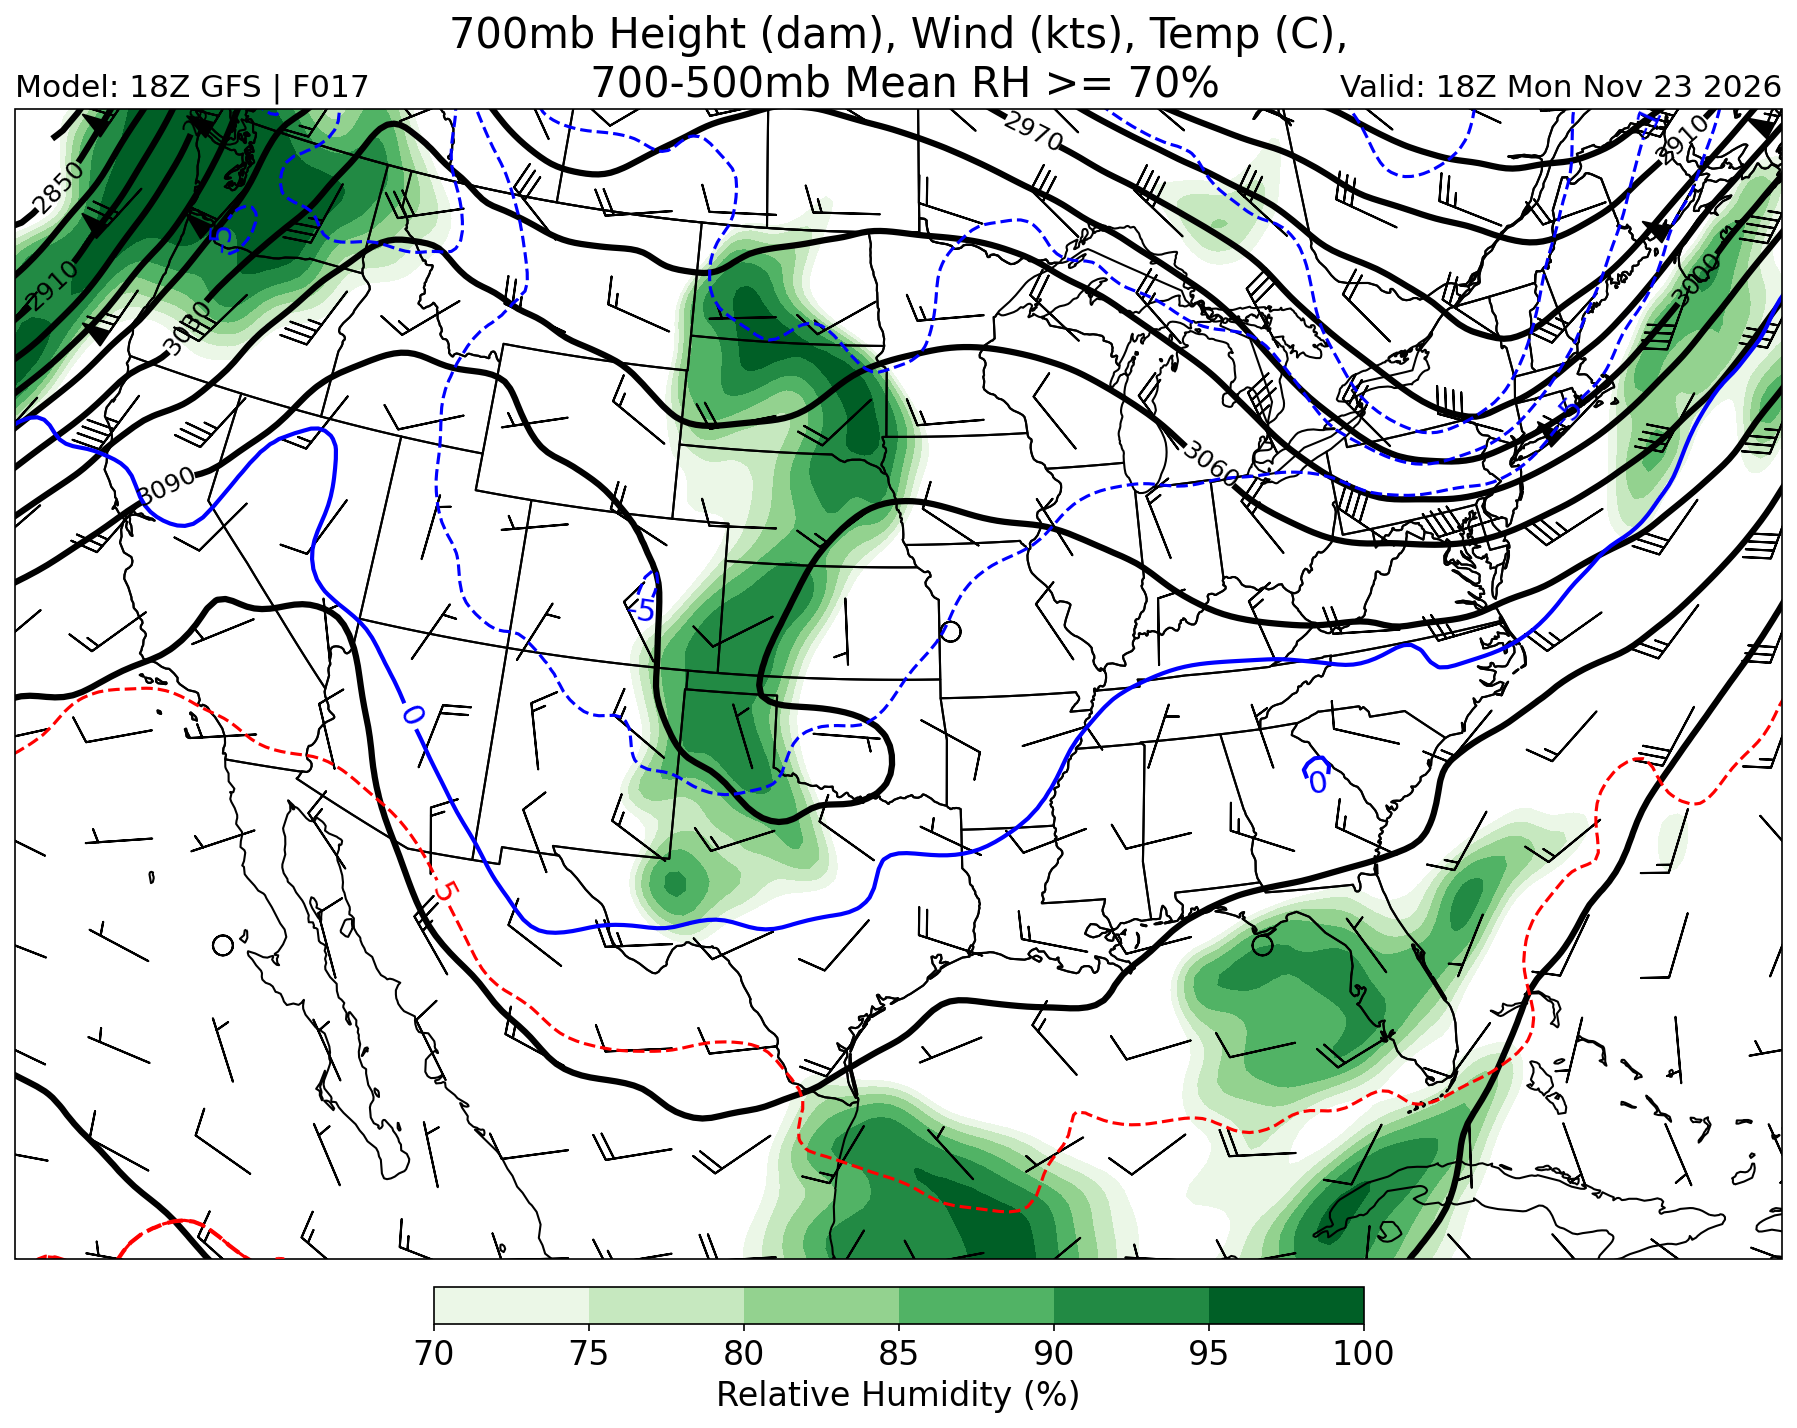 700mb Height (dam), Wind (kts), Temp (C),
700-500mb Mean RH >= 70%
Model: 18Z GFS | F017
Valid: 18Z Mon Nov 23 2026
2970
2910
2850
5
3000
2910
3030
-5
3060
3090
-5
0
0
5
70 75 80 85 90 95 100
Relative Humidity (%)